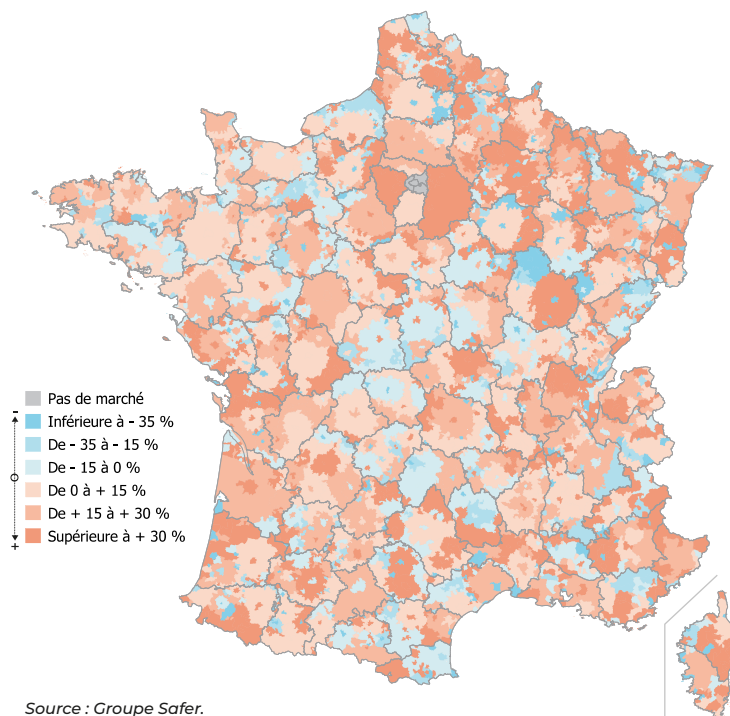 Pas de marché
Inférieure à - 35 %
De - 35 à - 15 %
De - 15 à 0 %
De 0 à + 15 %
De + 15 à + 30 %
Supérieure à + 30 %
-
0
+
Source : Groupe Safer.